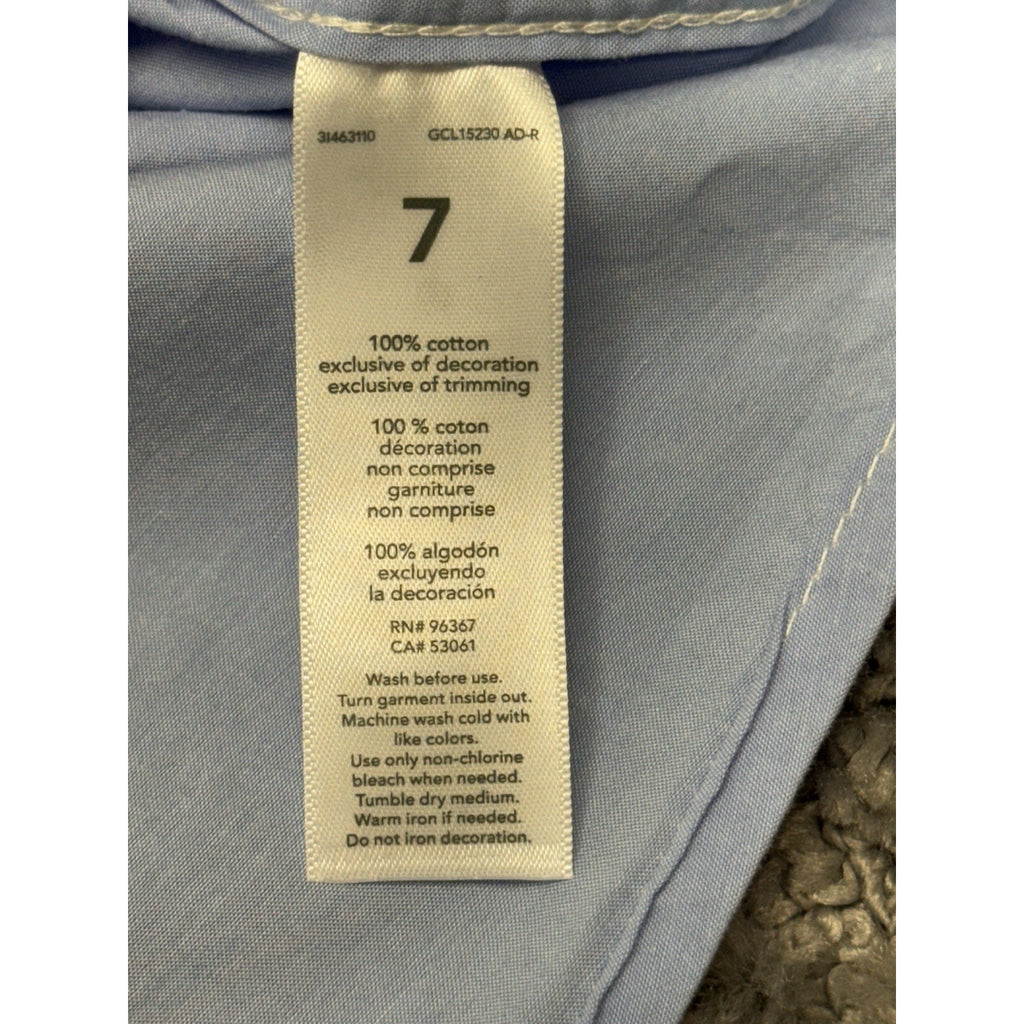 31463110 GCL15230 AD-R
7
100% cotton
exclusive of decoration
exclusive of trimming
100 % coton
décoration
non comprise
garniture
non comprise
100% algodón
excluyendo
la decoración
RN# 96367
CA# 53061
Wash before use.
Turn garment inside out.
Machine wash cold with
like colors.
Use only non-chlorine
bleach when needed.
Tumble dry medium.
Warm iron if needed.
Do not iron decoration.